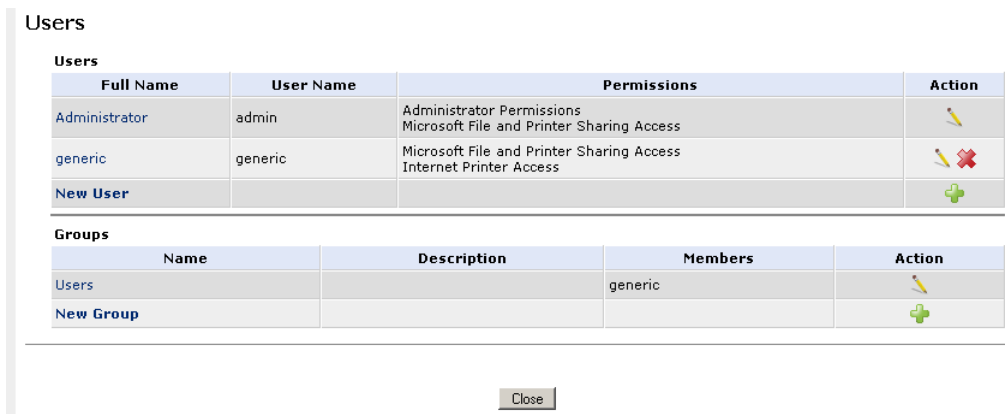 Users
Users
Full Name User Name Permissions Action
Administrator admin Administrator Permissions
Microsoft File and Printer Sharing Access
generic generic Microsoft File and Printer Sharing Access
Internet Printer Access
New User
Groups
Name Description Members Action
Users generic
New Group
Close